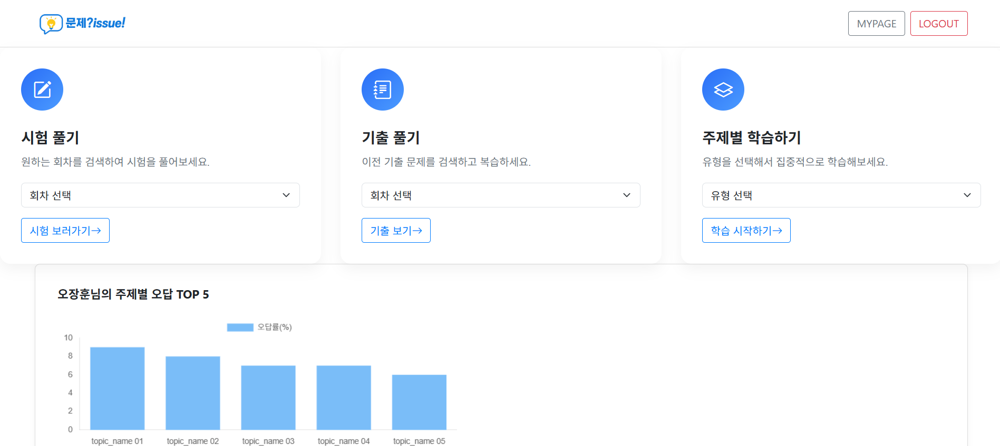 문제?issue!
MYPAGE
LOGOUT
시험 풀기
원하는 회차를 검색하여 시험을 풀어보세요.
회차 선택
시험 보러가기→
기출 풀기
이전 기출 문제를 검색하고 복습하세요.
회차 선택
기출 보기→
주제별 학습하기
유형을 선택해서 집중적으로 학습해보세요.
유형 선택
학습 시작하기→
오장훈님의 주제별 오답 TOP 5
오답률(%)
10
8
6
4
2
0
topic_name 01
topic_name 02
topic_name 03
topic_name 04
topic_name 05